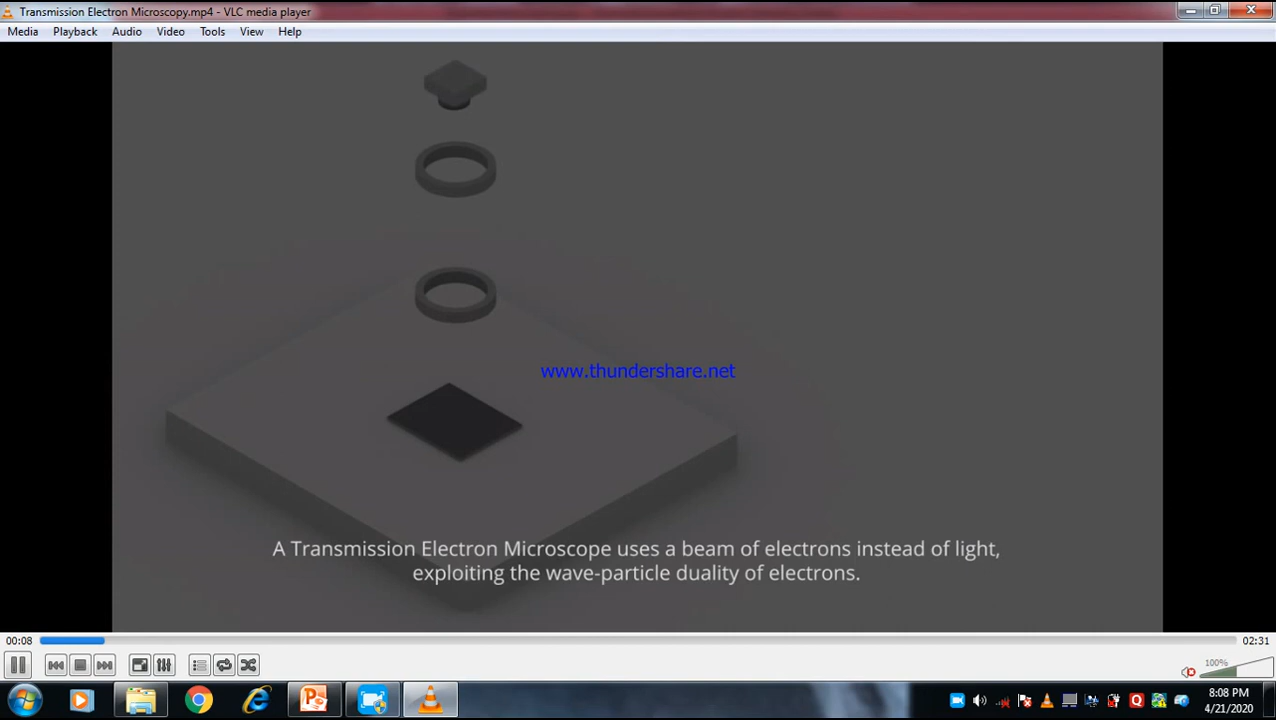 Transmission Electron Microscopy.mp4 - VLC media player
Media Playback Audio Video Tools View Help
www.thundershare.net
A Transmission Electron Microscope uses a beam of electrons instead of light,
exploiting the wave-particle duality of electrons.
00:08 02:31
100%
8:08 PM
4/21/2020